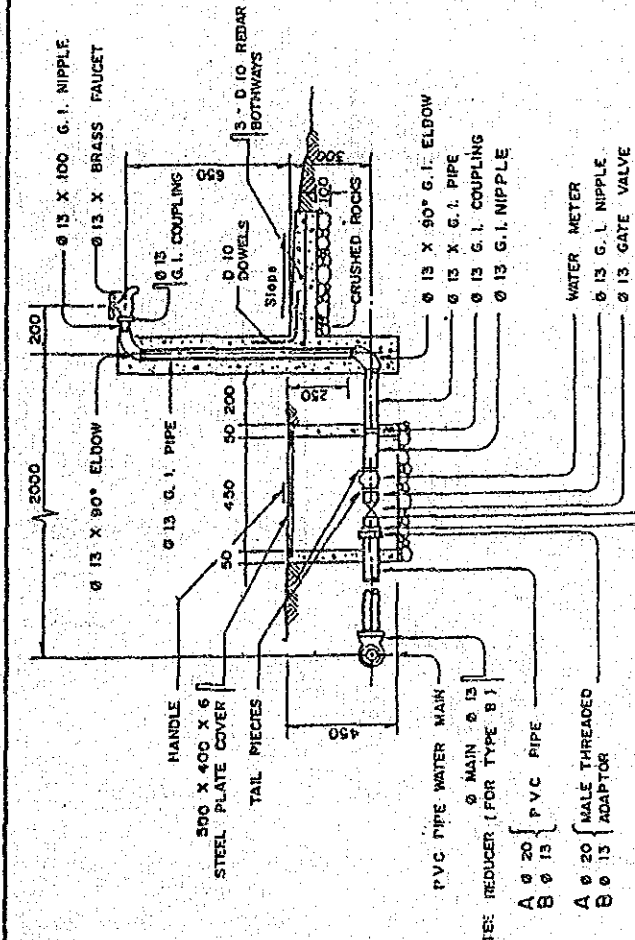 Ø 13 X 100 G. I. NIPPLE
Ø 13 X BRASS FAUCET
Ø 13
G. I. COUPLING
650
3 - D 10 REBAR
BOTHWAYS
300
100
CRUSHED ROCKS
D 10
DOWELS
Slope
200
2000
Ø 13 X 90° ELDOW
Ø 13 G. I. PIPE
50
450
50
200
250
HANDLE
500 X 400 X 6
STEEL PLATE COVER
TAIL PIECIES
450
Ø 13 X 90° G. I. ELDOW
Ø 13 X G. I. PIPE
Ø 13 G. I. COUPLING
Ø 13 G. I. NIPPLE
WATER METER
Ø 13 G. I. NIPPLE
Ø 13 GATE VALVE
PVC PIPE WATER MAIN
Ø MAIN Ø 13
TEE REDUCER ( FOR TYPE B )
A Ø 20
B Ø 13
PVC PIPE
A Ø 20
B Ø 13
MALE THREADED
ADAPTOR